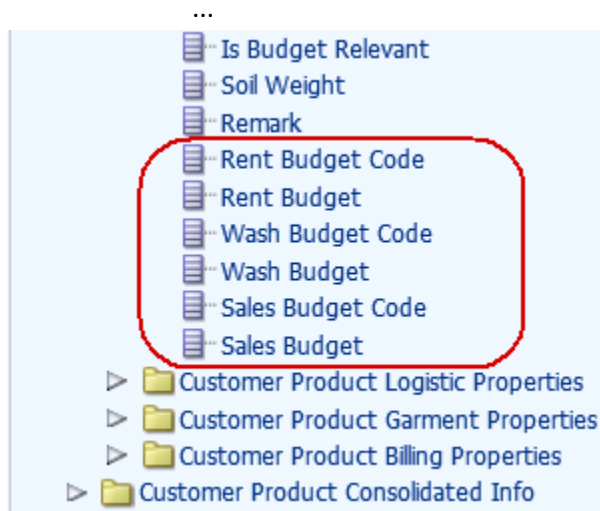 ...
Is Budget Relevant
Soil Weight
Remark
Rent Budget Code
Rent Budget
Wash Budget Code
Wash Budget
Sales Budget Code
Sales Budget
Customer Product Logistic Properties
Customer Product Garment Properties
Customer Product Billing Properties
Customer Product Consolidated Info